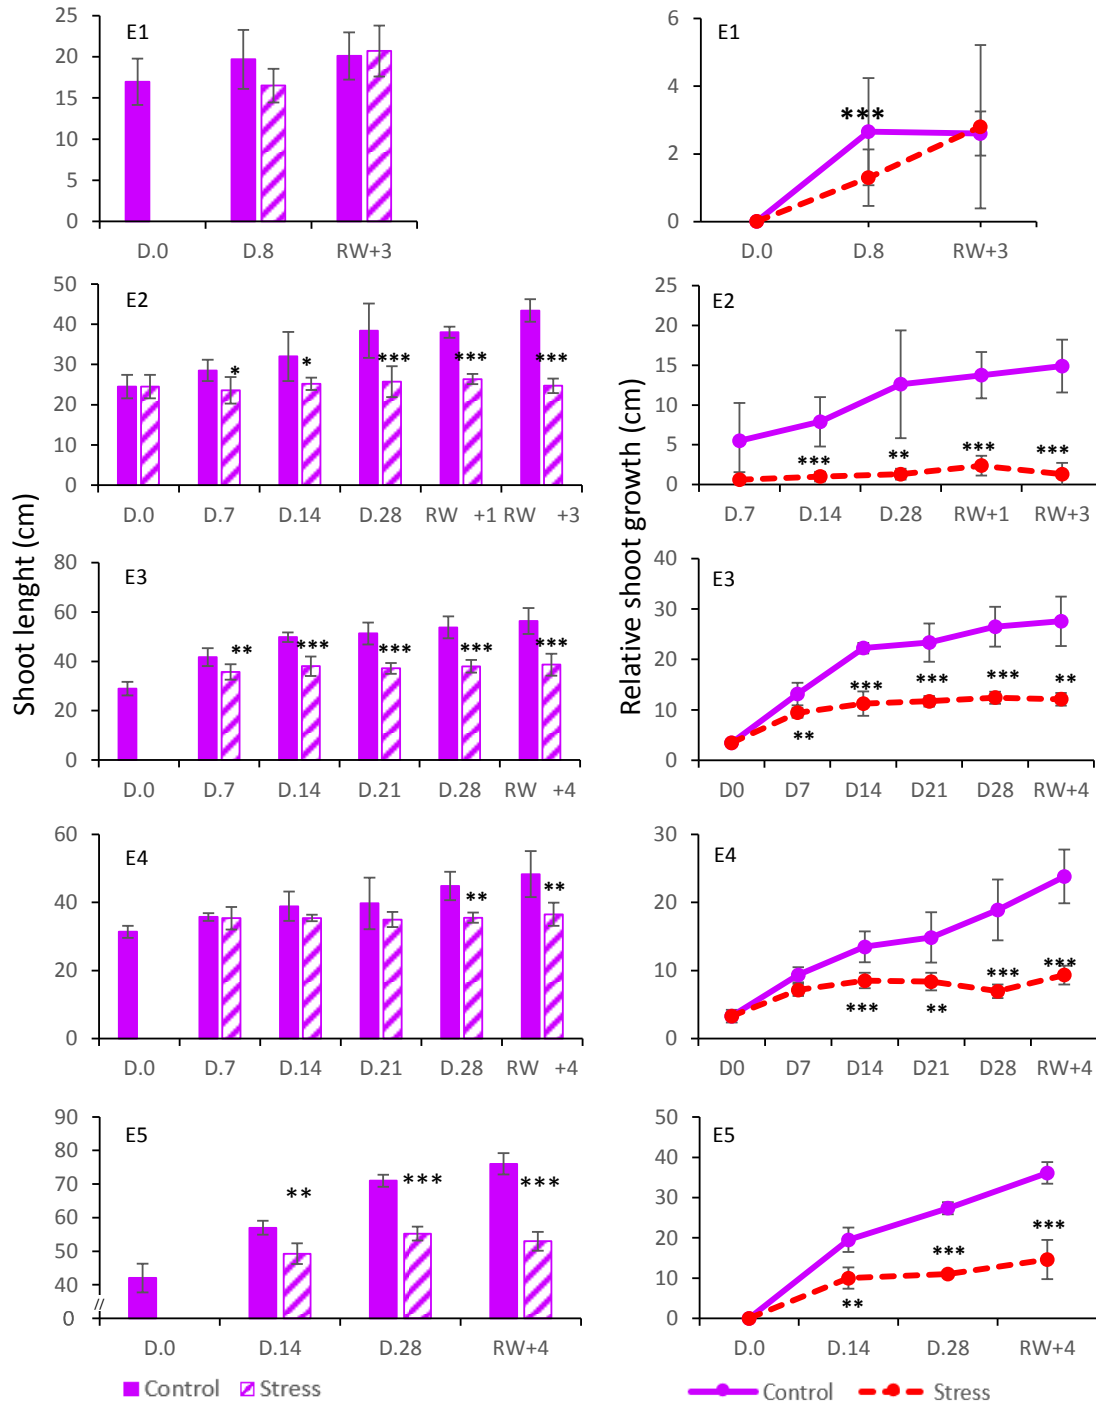 Shoot lenght (cm)
E1
25
20
15
10
5
0
D.0 D.8 RW+3
E2
50
40
30
20
10
0
* * *** *** ***
D.0 D.7 D.14 D.28 RW +1 RW +3
E3
80
60
40
20
0
** *** *** *** ***
D.0 D.7 D.14 D.21 D.28 RW +4
E4
60
40
20
0
** **
D.0 D.7 D.14 D.21 D.28 RW +4
E5
90
80
70
60
50
40
0
** *** ***
D.0 D.14 D.28 RW+4
Control Stress
Relative shoot growth (cm)
E1
6
4
2
0
***
D.0 D.8 RW+3
E2
25
20
15
10
5
0
*** ** *** ***
D.7 D.14 D.28 RW+1 RW+3
E3
40
30
20
10
0
** *** *** *** **
D0 D7 D14 D21 D28 RW+4
E4
30
20
10
0
*** ** *** ***
D0 D7 D14 D21 D28 RW+4
E5
50
40
30
20
10
0
** *** ***
D.0 D.14 D.28 RW+4
Control Stress